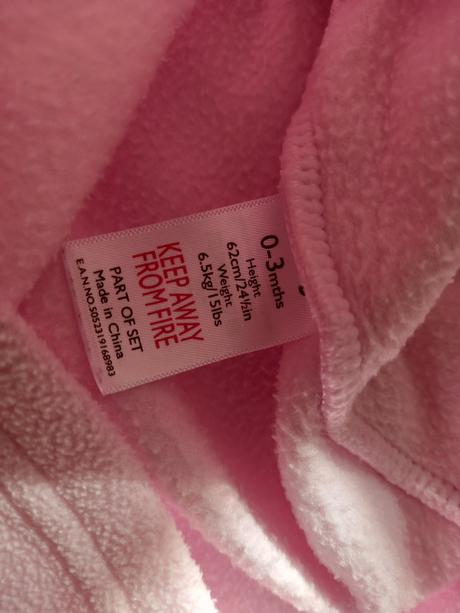 0-3mths
Height
62cm/24½in
Weight
6.5kg/15lbs
KEEP AWAY
FROM FIRE
PART OF SET
Made in China
EAN.NO.5052319168983